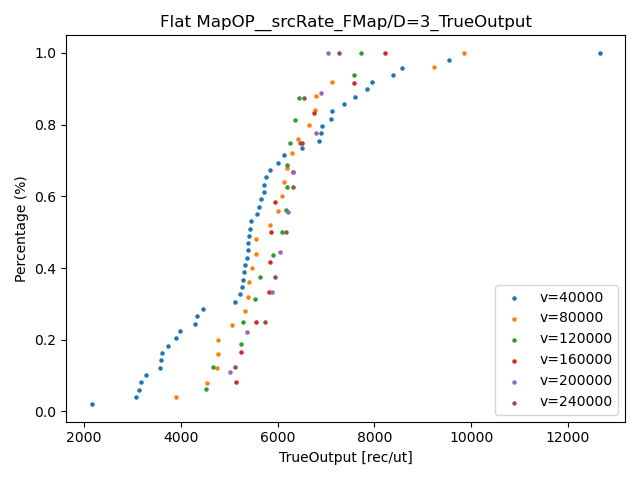 Flat MapOP__srcRate_FMap/D=3_TrueOutput
Percentage (%)
1.0
0.8
0.6
0.4
0.2
0.0
v=40000
v=80000
v=120000
v=160000
v=200000
v=240000
2000 4000 6000 8000 10000 12000
TrueOutput [rec/ut]